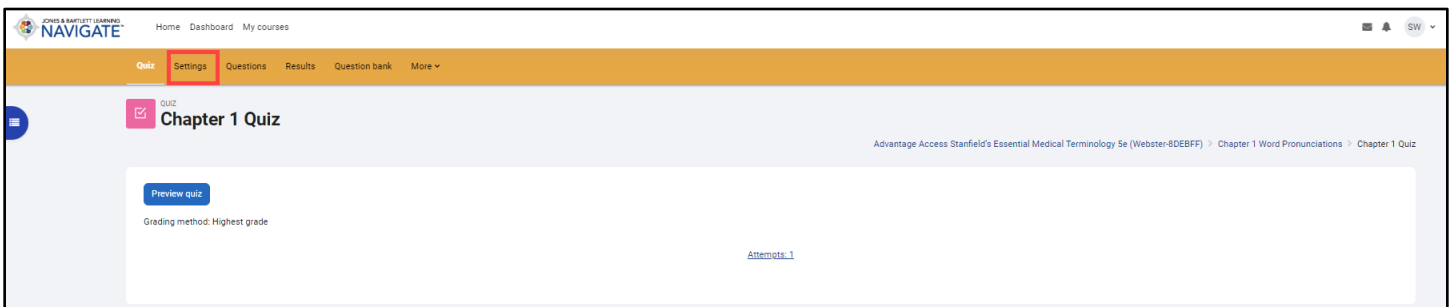 JONES & BARTLETT LEARNING
NAVIGATE
Home Dashboard My courses
SW
Quiz Settings Questions Results Question bank More
QUIZ
Chapter 1 Quiz
Advantage Access Stanfield's Essential Medical Terminology 5e (Webster-8DEBFF) > Chapter 1 Word Pronunciations > Chapter 1 Quiz
Preview quiz
Grading method: Highest grade
Attempts: 1